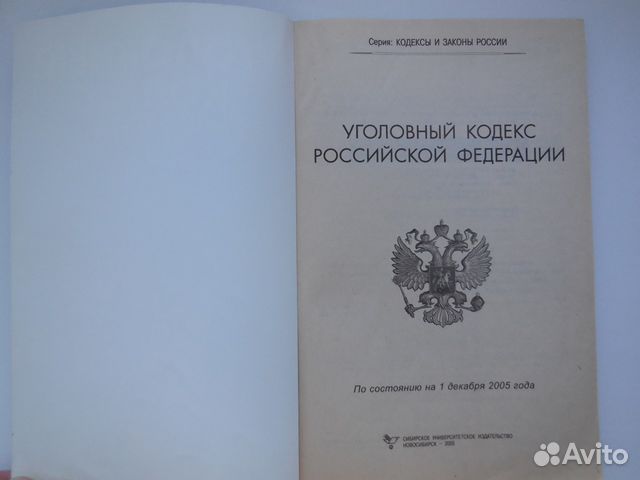 Серия: КОДЕКСЫ И ЗАКОНЫ РОССИИ
УГОЛОВНЫЙ КОДЕКС
РОССИЙСКОЙ ФЕДЕРАЦИИ
По состоянию на 1 декабря 2005 года
СИБИРСКОЕ УНИВЕРСИТЕТСКОЕ ИЗДАТЕЛЬСТВО
НОВОСИБИРСК – 2005
Avito